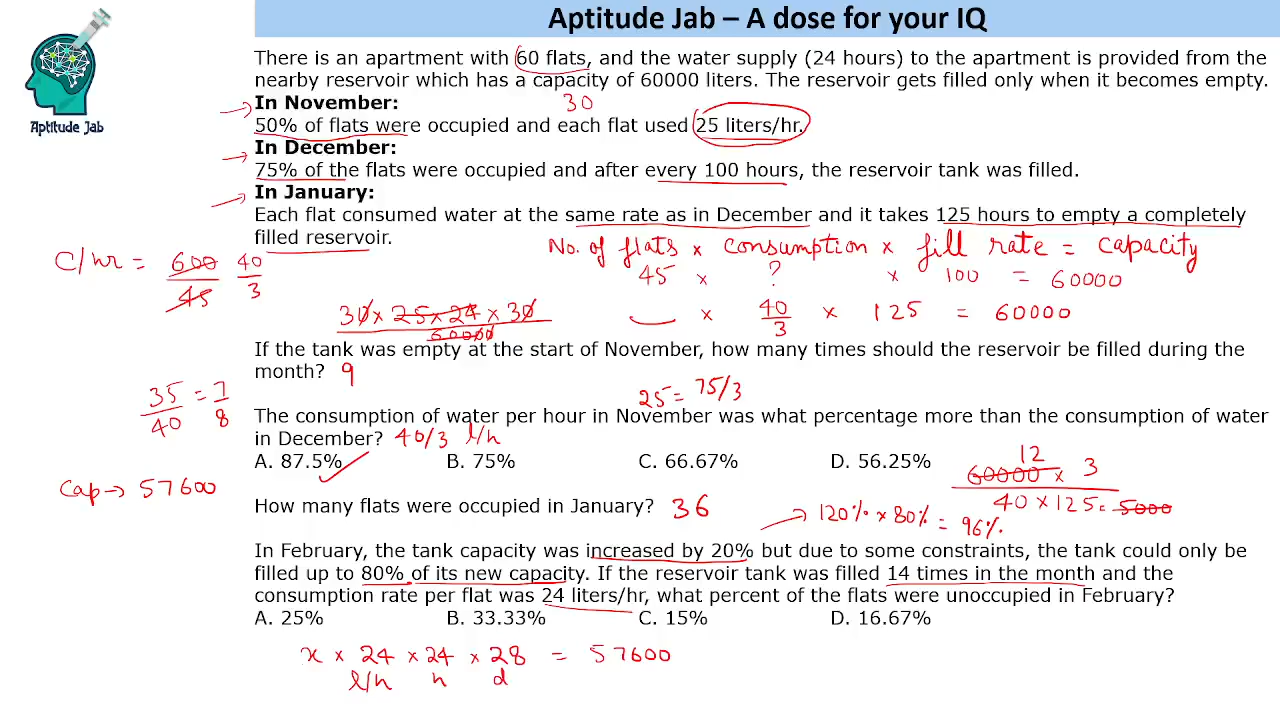 Aptitude Jab – A dose for your IQ
Aptitude Jab
There is an apartment with 60 flats, and the water supply (24 hours) to the apartment is provided from the
nearby reservoir which has a capacity of 60000 liters. The reservoir gets filled only when it becomes empty.
In November:
30
50% of flats were occupied and each flat used 25 liters/hr.
In December:
75% of the flats were occupied and after every 100 hours, the reservoir tank was filled.
In January:
Each flat consumed water at the same rate as in December and it takes 125 hours to empty a completely
filled reservoir.
No. of flats × consumption × fill rate = capacity
45 × ? × 100 = 60000
× 40/3 × 125 = 60000
C/hr = 600/45 40/3
30 × 25 × 24 × 30
60000
If the tank was empty at the start of November, how many times should the reservoir be filled during the
month? 9
25 = 75/3
35/40 = 7/8
The consumption of water per hour in November was what percentage more than the consumption of water
in December? 40/3 l/h
A. 87.5% B. 75% C. 66.67% D. 56.25%
12
60000 × 3
40 × 125 = 5000
Cap → 57600
How many flats were occupied in January? 36
→ 120% × 80% = 96%
In February, the tank capacity was increased by 20% but due to some constraints, the tank could only be
filled up to 80% of its new capacity. If the reservoir tank was filled 14 times in the month and the
consumption rate per flat was 24 liters/hr, what percent of the flats were unoccupied in February?
A. 25% B. 33.33% C. 15% D. 16.67%
x × 24 × 24 × 28 = 57600
l/h h d